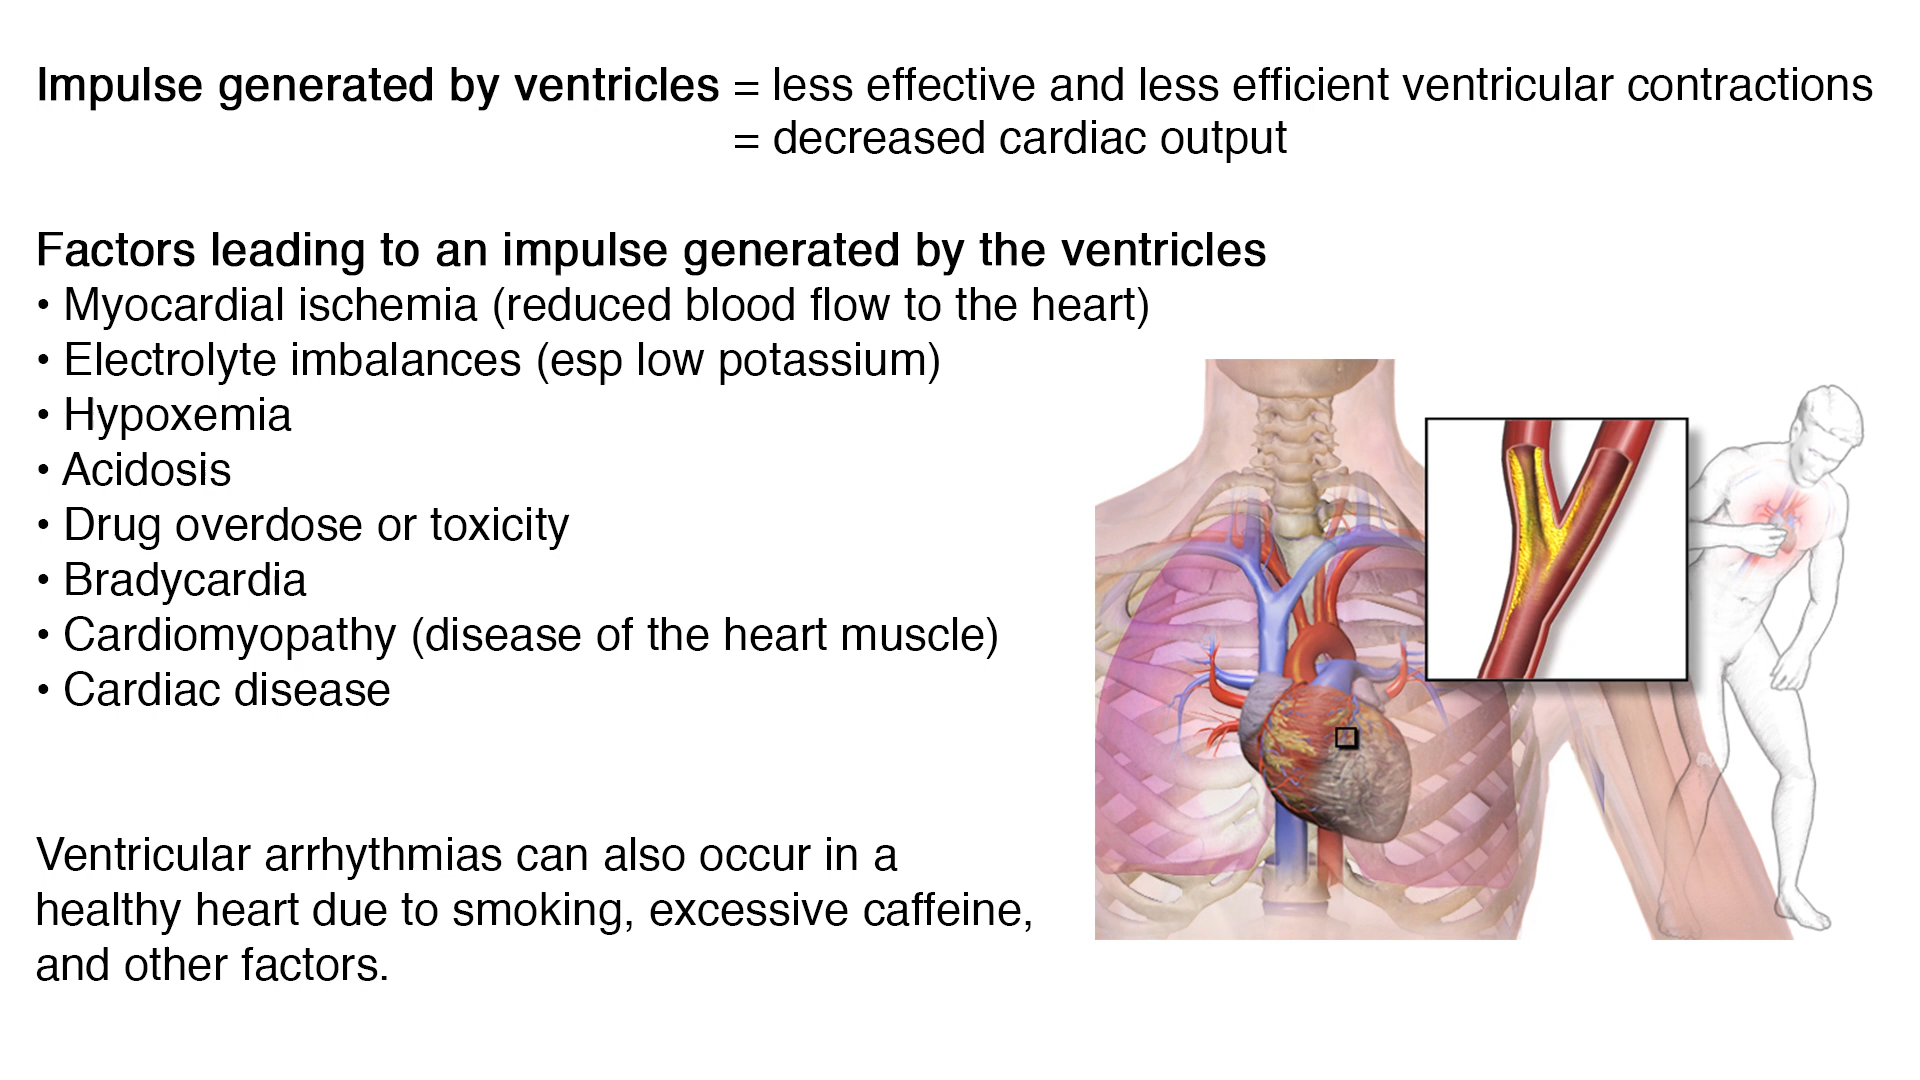 Impulse generated by ventricles = less effective and less efficient ventricular contractions
= decreased cardiac output
Factors leading to an impulse generated by the ventricles
• Myocardial ischemia (reduced blood flow to the heart)
• Electrolyte imbalances (esp low potassium)
• Hypoxemia
• Acidosis
• Drug overdose or toxicity
• Bradycardia
• Cardiomyopathy (disease of the heart muscle)
• Cardiac disease
Ventricular arrhythmias can also occur in a
healthy heart due to smoking, excessive caffeine,
and other factors.